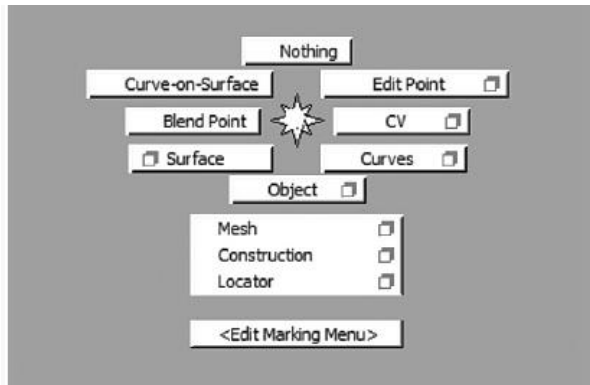 Nothing
Curve-on-Surface
Edit Point
Blend Point
CV
Surface
Curves
Object
Mesh
Construction
Locator
<Edit Marking Menu>